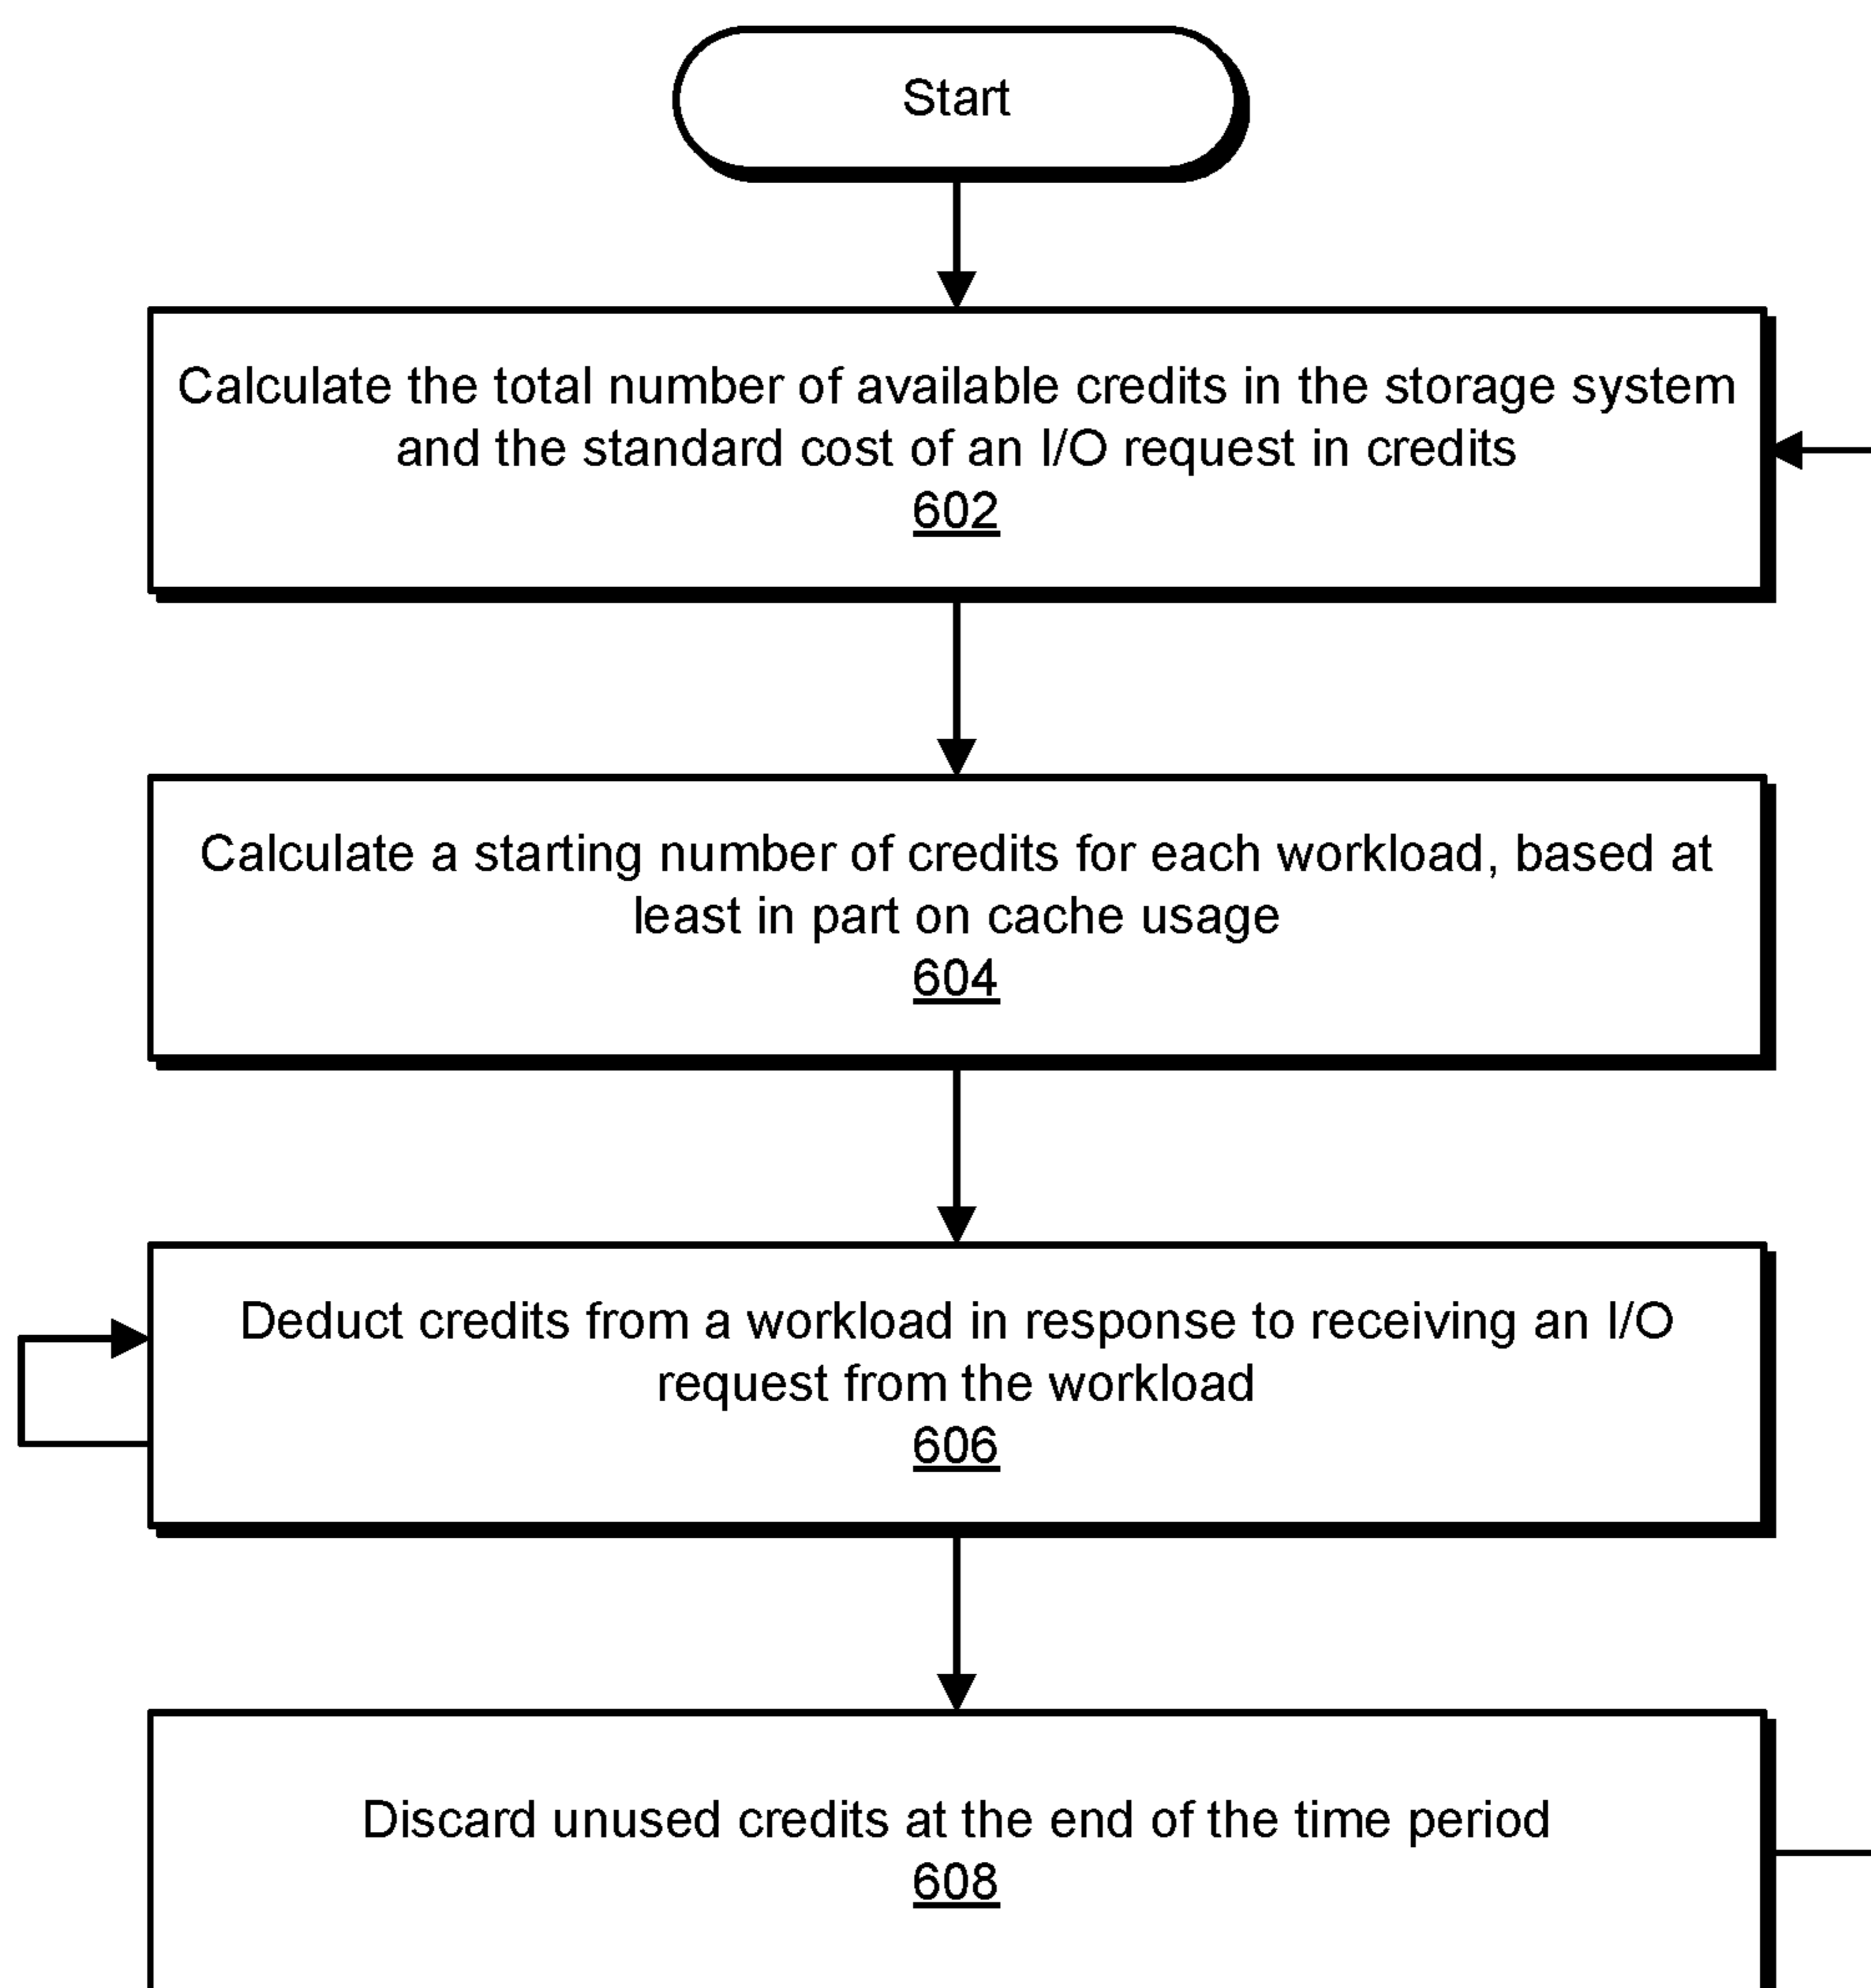 Start
Calculate the total number of available credits in the storage system
and the standard cost of an I/O request in credits
602
Calculate a starting number of credits for each workload, based at
least in part on cache usage
604
Deduct credits from a workload in response to receiving an I/O
request from the workload
606
Discard unused credits at the end of the time period
608